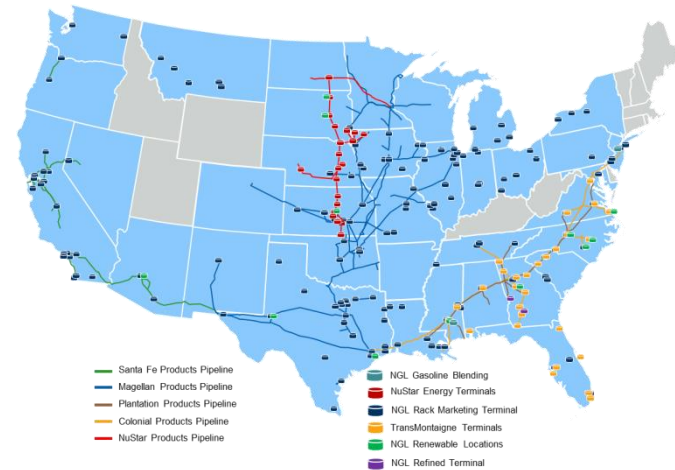 Santa Fe Products Pipeline
Magellan Products Pipeline
Plantation Products Pipeline
Colonial Products Pipeline
NuStar Products Pipeline
NGL Gasoline Blending
NuStar Energy Terminals
NGL Rack Marketing Terminal
TransMontaigne Terminals
NGL Renewable Locations
NGL Refined Terminal